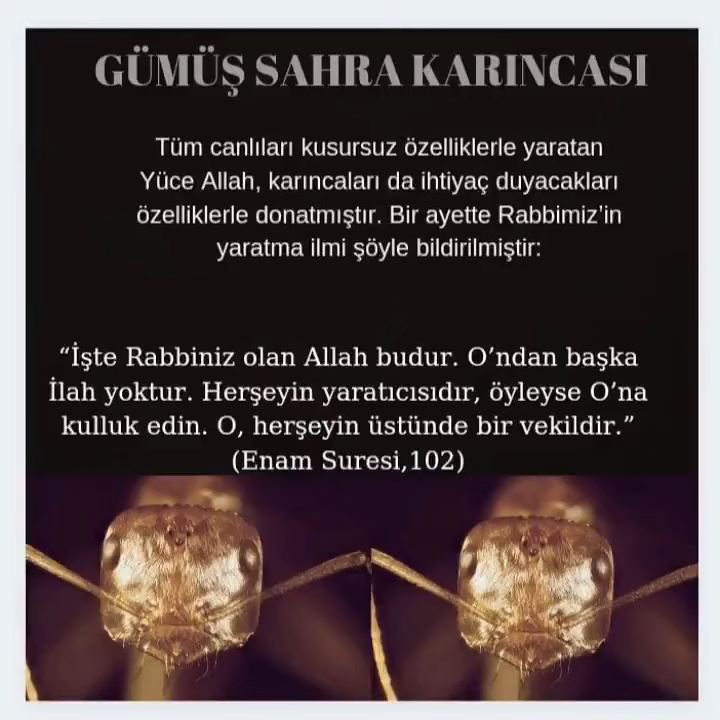 GÜMÜŞ SAHRA KARINCASI
Tüm canlıları kusursuz özelliklerle yaratan
Yüce Allah, karıncaları da ihtiyaç duyacakları
özelliklerle donatmıştır. Bir ayette Rabbimiz’in
yaratma ilmi şöyle bildirilmiştir:
“İşte Rabbiniz olan Allah budur. O’ndan başka
İlah yoktur. Herşeyin yaratıcısıdır, öyleyse O’na
kulluk edin. O, herşeyin üstünde bir vekildir.”
(Enam Suresi,102)